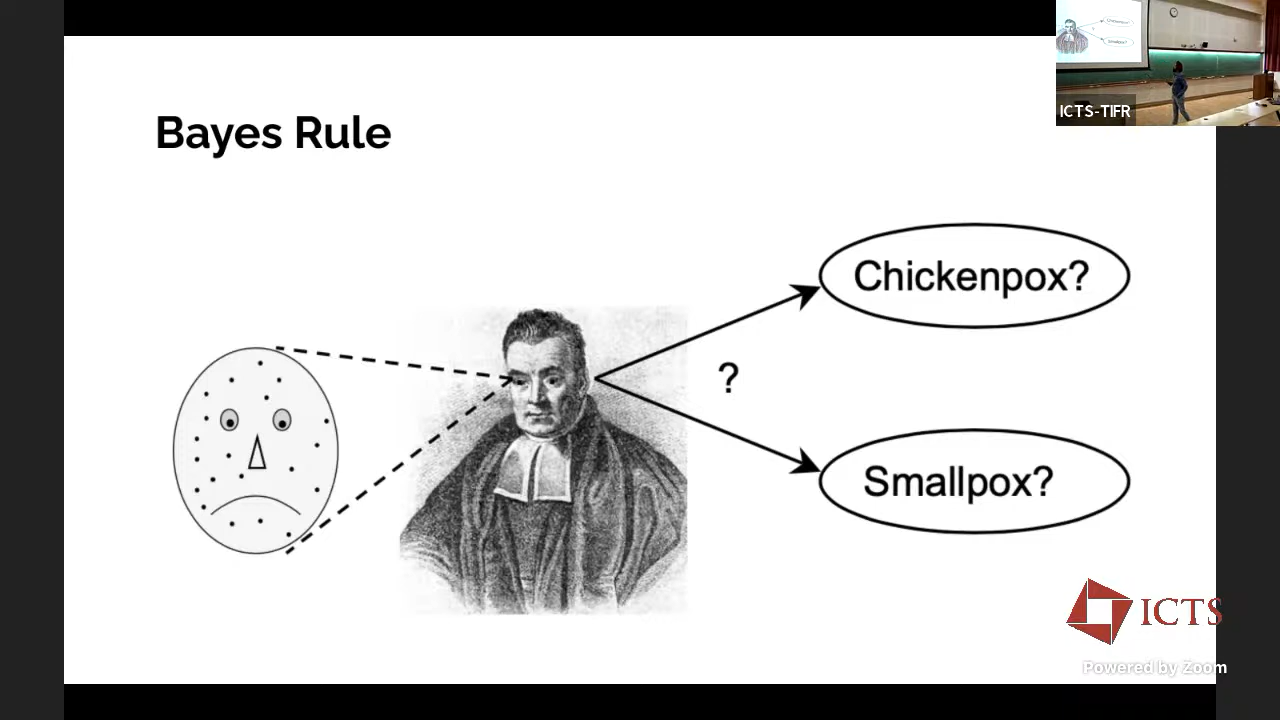 ICTS-TIFR
Bayes Rule
Chickenpox?
?
Smallpox?
ICTS
Powered by Zoom